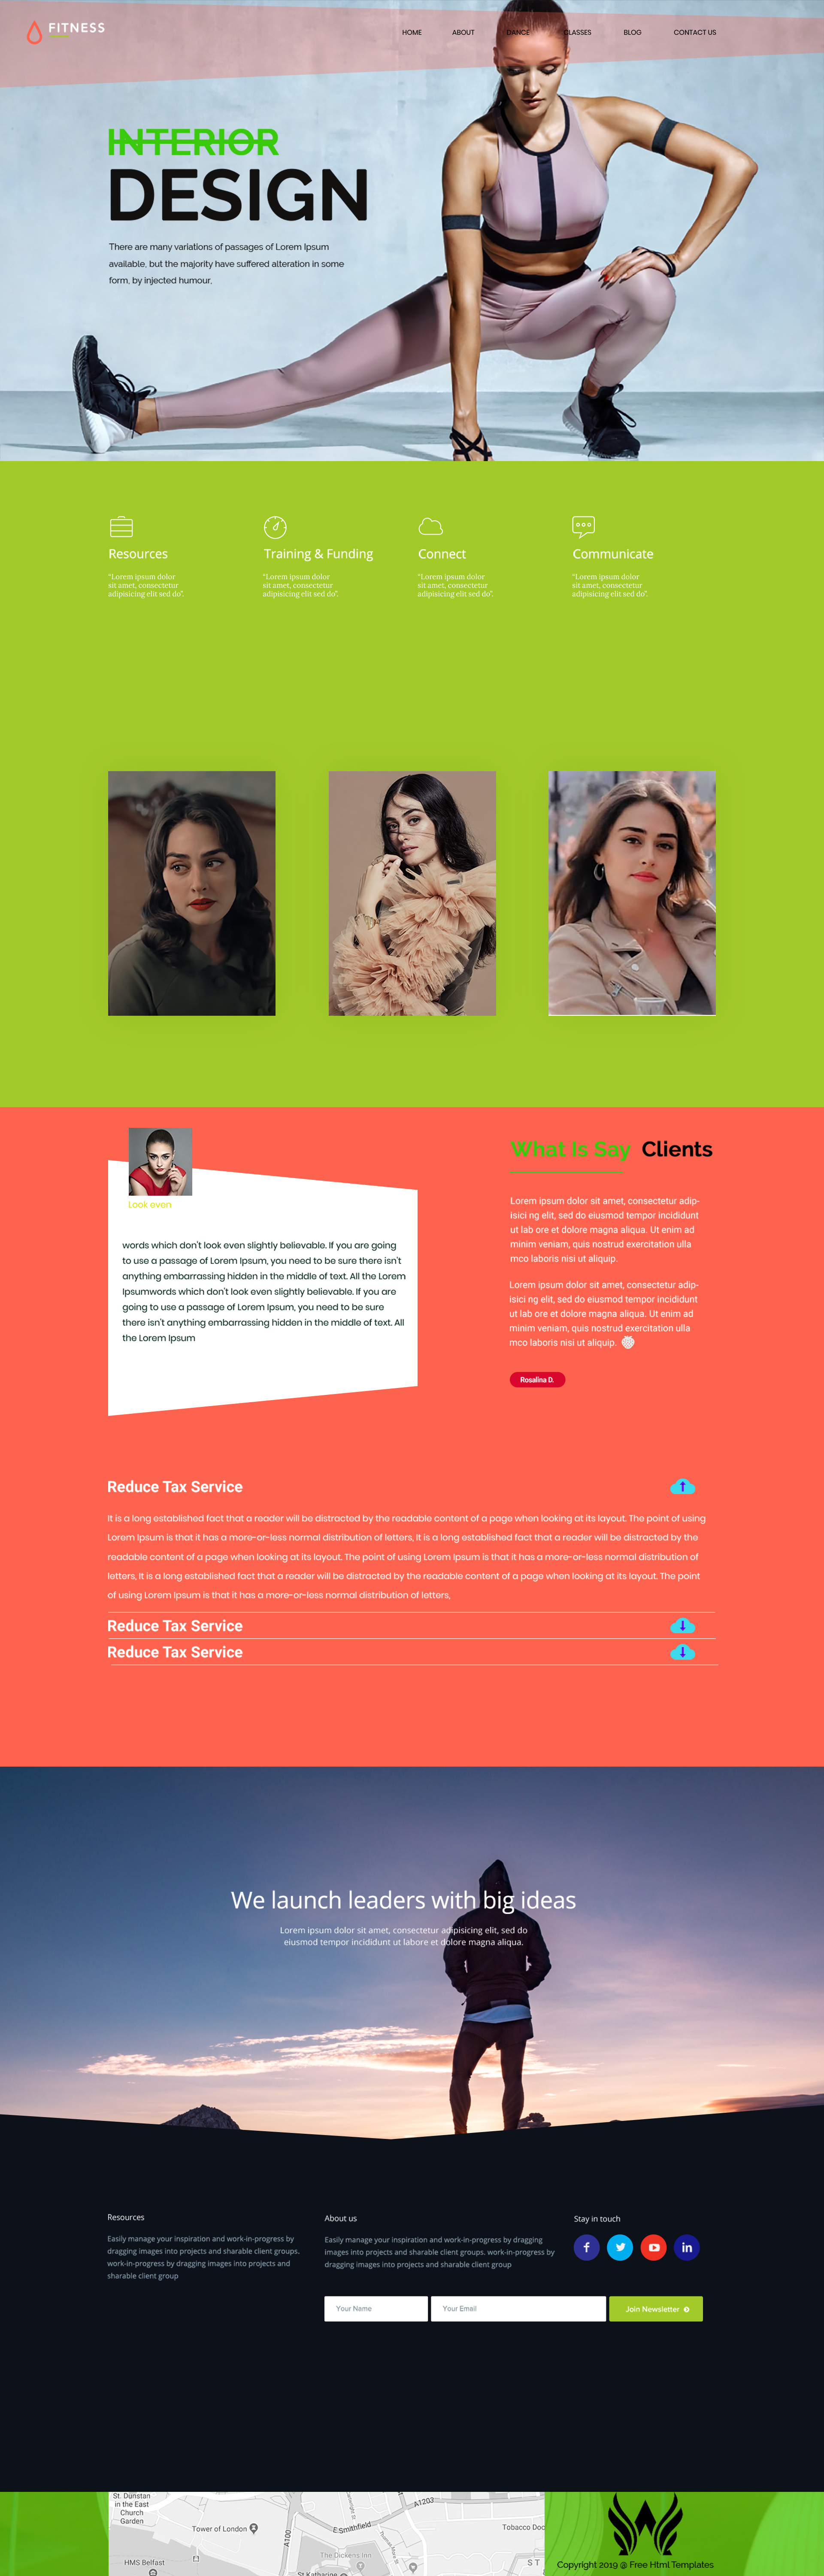 FITNESS
HOME ABOUT DANCE CLASSES BLOG CONTACT US
INTERIOR
DESIGN
There are many variations of passages of Lorem Ipsum
available, but the majority have suffered alteration in some
form, by injected humour,
Resources
"Lorem ipsum dolor
sit amet, consectetur
adipisicing elit sed do".
Training & Funding
"Lorem ipsum dolor
sit amet, consectetur
adipisicing elit sed do".
Connect
"Lorem ipsum dolor
sit amet, consectetur
adipisicing elit sed do".
Communicate
"Lorem ipsum dolor
sit amet, consectetur
adipisicing elit sed do".
Look even
words which don't look even slightly believable. If you are going
to use a passage of Lorem Ipsum, you need to be sure there isn't
anything embarrassing hidden in the middle of text. All the Lorem
Ipsumwords which don't look even slightly believable. If you are
going to use a passage of Lorem Ipsum, you need to be sure
there isn't anything embarrassing hidden in the middle of text. All
the Lorem Ipsum
What Is Say Clients
Lorem ipsum dolor sit amet, consectetur adip-
isici ng elit, sed do eiusmod tempor incididunt
ut lab ore et dolore magna aliqua. Ut enim ad
minim veniam, quis nostrud exercitation ulla
mco laboris nisi ut aliquip.
Lorem ipsum dolor sit amet, consectetur adip-
isici ng elit, sed do eiusmod tempor incididunt
ut lab ore et dolore magna aliqua. Ut enim ad
minim veniam, quis nostrud exercitation ulla
mco laboris nisi ut aliquip.
Rosalina D.
Reduce Tax Service
It is a long established fact that a reader will be distracted by the readable content of a page when looking at its layout. The point of using
Lorem Ipsum is that it has a more-or-less normal distribution of letters, It is a long established fact that a reader will be distracted by the
readable content of a page when looking at its layout. The point of using Lorem Ipsum is that it has a more-or-less normal distribution of
letters, It is a long established fact that a reader will be distracted by the readable content of a page when looking at its layout. The point
of using Lorem Ipsum is that it has a more-or-less normal distribution of letters,
Reduce Tax Service
Reduce Tax Service
We launch leaders with big ideas
Lorem ipsum dolor sit amet, consectetur adipisicing elit, sed do
eiusmod tempor incididunt ut labore et dolore magna aliqua.
Resources
Easily manage your inspiration and work-in-progress by
dragging images into projects and sharable client groups.
work-in-progress by dragging images into projects and
sharable client group
About us
Easily manage your inspiration and work-in-progress by dragging
images into projects and sharable client groups. work-in-progress by
dragging images into projects and sharable client group
Stay in touch
Your Name
Your Email
Join Newsletter
St. Dunstan
in the East
Church
Garden
Tower of London
HMS Belfast
A100
E Smithfield
A1203
The Dickens Inn
St Katharine
Tobacco Doc
S T
Copyright 2019 @ Free Html Templates